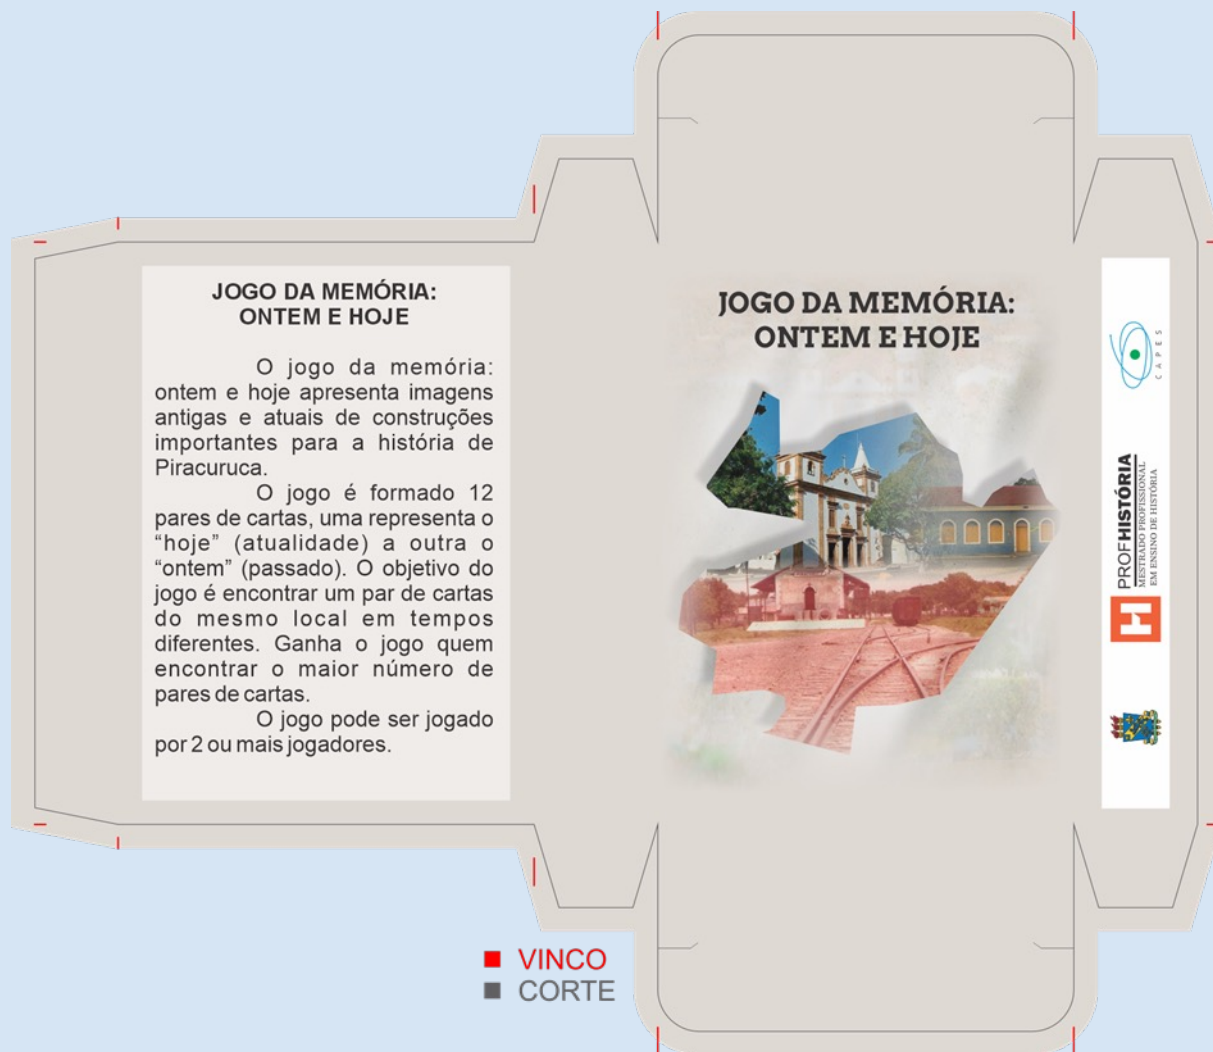 JOGO DA MEMÓRIA:
ONTEM E HOJE
O jogo da memória:
ontem e hoje apresenta imagens
antigas e atuais de construções
importantes para a história de
Piracuruca.
O jogo é formado 12
pares de cartas, uma representa o
“hoje” (atualidade) a outra o
“ontem” (passado). O objetivo do
jogo é encontrar um par de cartas
do mesmo local em tempos
diferentes. Ganha o jogo quem
encontrar o maior número de
pares de cartas.
O jogo pode ser jogado
por 2 ou mais jogadores.
JOGO DA MEMÓRIA:
ONTEM E HOJE
CAPES
PROFHISTÓRIA
MESTRADO PROFISSIONAL
EM ENSINO DE HISTÓRIA
H
VINCO
CORTE